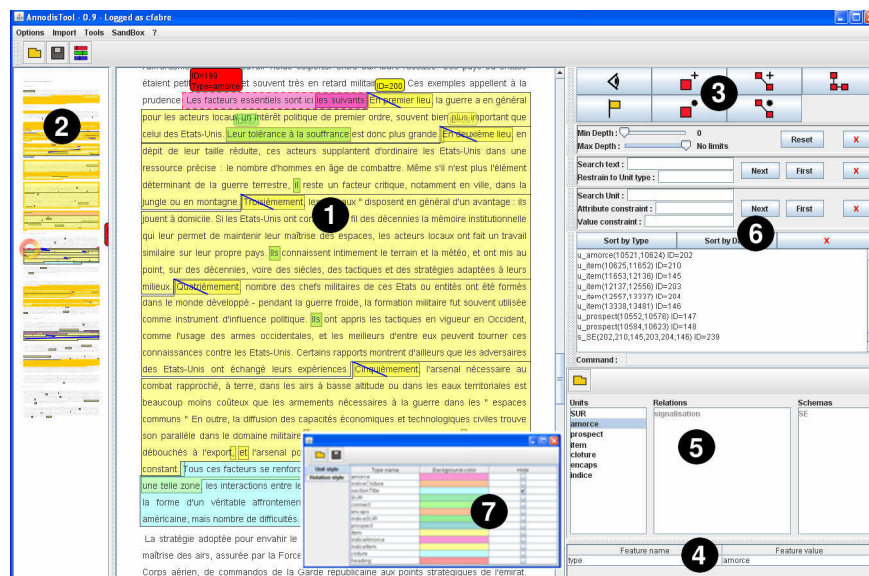 AnnodisTool - 0.9 - Logged as cfabre
Options Import Tools SandBox ?
ID=199
Type=amorce
étaient petits et souvent très en retard militaire. ID=200 Ces exemples appellent à la
prudence. Les facteurs essentiels sont ici les suivants. En premier lieu, la guerre a en général
pour les acteurs locaux un intérêt politique de premier ordre, souvent bien plus important que
celui des Etats-Unis. Leur tolérance à la souffrance est donc plus grande. En deuxième lieu, en
dépit de leur taille réduite, ces acteurs supplantent d'ordinaire les Etats-Unis dans une
ressource précise : le nombre d'hommes en âge de combattre. Même s'il n'est plus l'élément
déterminant de la guerre terrestre, il reste un facteur critique, notamment en ville, dans la
jungle ou en montagne. Troisièmement, les " disposent en général d'un avantage : ils
jouent à domicile. Si les Etats-Unis ont fil des décennies la mémoire institutionnelle
qui leur permet de maintenir leur maîtrise des espaces, les acteurs locaux ont fait un travail
similaire sur leur propre pays. Ils connaissent intimement le terrain et la météo, et ont mis au
point, sur des décennies, voire des siècles, des tactiques et des stratégies adaptées à leurs
milieux. Quatrièmement, nombre des chefs militaires de ces Etats ou entités ont été formés
dans le monde développé - pendant la guerre froide, la formation militaire fut souvent utilisée
comme instrument d'influence politique. Ils ont appris les tactiques en vigueur en Occident,
comme l'usage des armes occidentales, et les meilleurs d'entre eux peuvent tourner ces
connaissances contre les Etats-Unis. Certains rapports montrent d'ailleurs que les adversaires
des Etats-Unis ont échangé leurs expériences. Cinquièmement, l'arsenal nécessaire au
combat rapproché, à terre, dans les airs à basse altitude ou dans les eaux territoriales est
beaucoup moins coûteux que les armements nécessaires à la guerre dans les " espaces
communs " En outre, la diffusion des capacités économiques et technologiques civiles trouve
son parallèle dans le domaine militaire
débouchés à l'export, et l'arsenal
constant. Tous ces facteurs se
une telle zone, les interactions entre
la forme d'un véritable
américaine, mais nombre de difficultés.
La stratégie adoptée pour envahir le
maîtrise des airs, assurée par la Force
Corps aérien, de commandos de la Garde républicaine aux points stratégiques de l'émirat.
1
2
3
Min Depth : 0
Max Depth : No limits
Reset X
Search text :
Restrain to Unit type :
Next First X
Search Unit :
Attribute constraint :
Value constraint :
Next First X
6
Sort by Type Sort by X
u_amorce(10521,10624) ID=202
u_item(10625,11652) ID=210
u_item(11653,12136) ID=145
u_item(12137,12556) ID=203
u_item(12557,13337) ID=204
u_item(13338,13481) ID=146
u_prospect(10552,10576) ID=147
u_prospect(10584,10623) ID=148
s_SE(202,210,145,203,204,146) ID=239
Command :
Units Relations Schemas
SUR signalisation SE
amorce
prospect
item
cloture
encaps
indice
5
Feature name Feature value
type amorce
4
Unit style
Relation style
Type name Background color Hide
amorce
indiceCloture
sectionTitle
SUR
connect
encaps
indiceSUR
prospect
item
indiceAmorce
indiceItem
cloture
heading
7